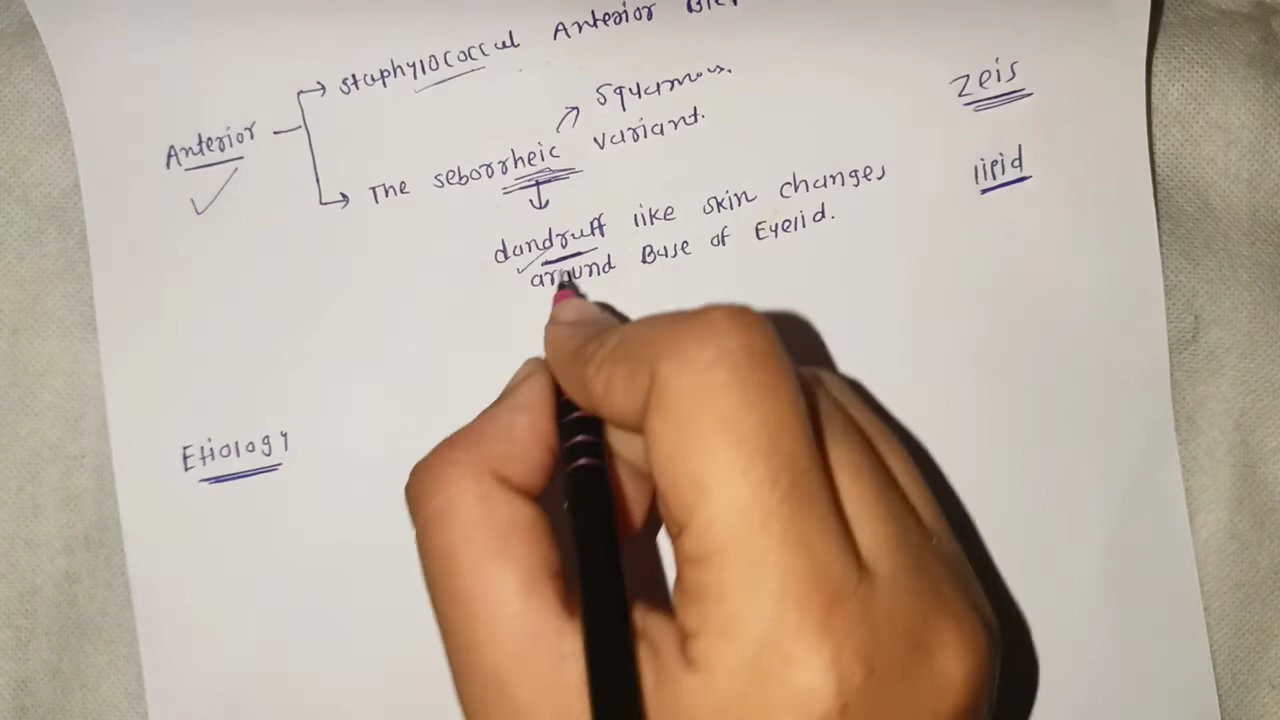 staphylococcal Anterior
Anterior
squamous.
The seborrheic variant.
dandruff like skin changes
around Base of Eyelid.
zeis
lipid
Etiology